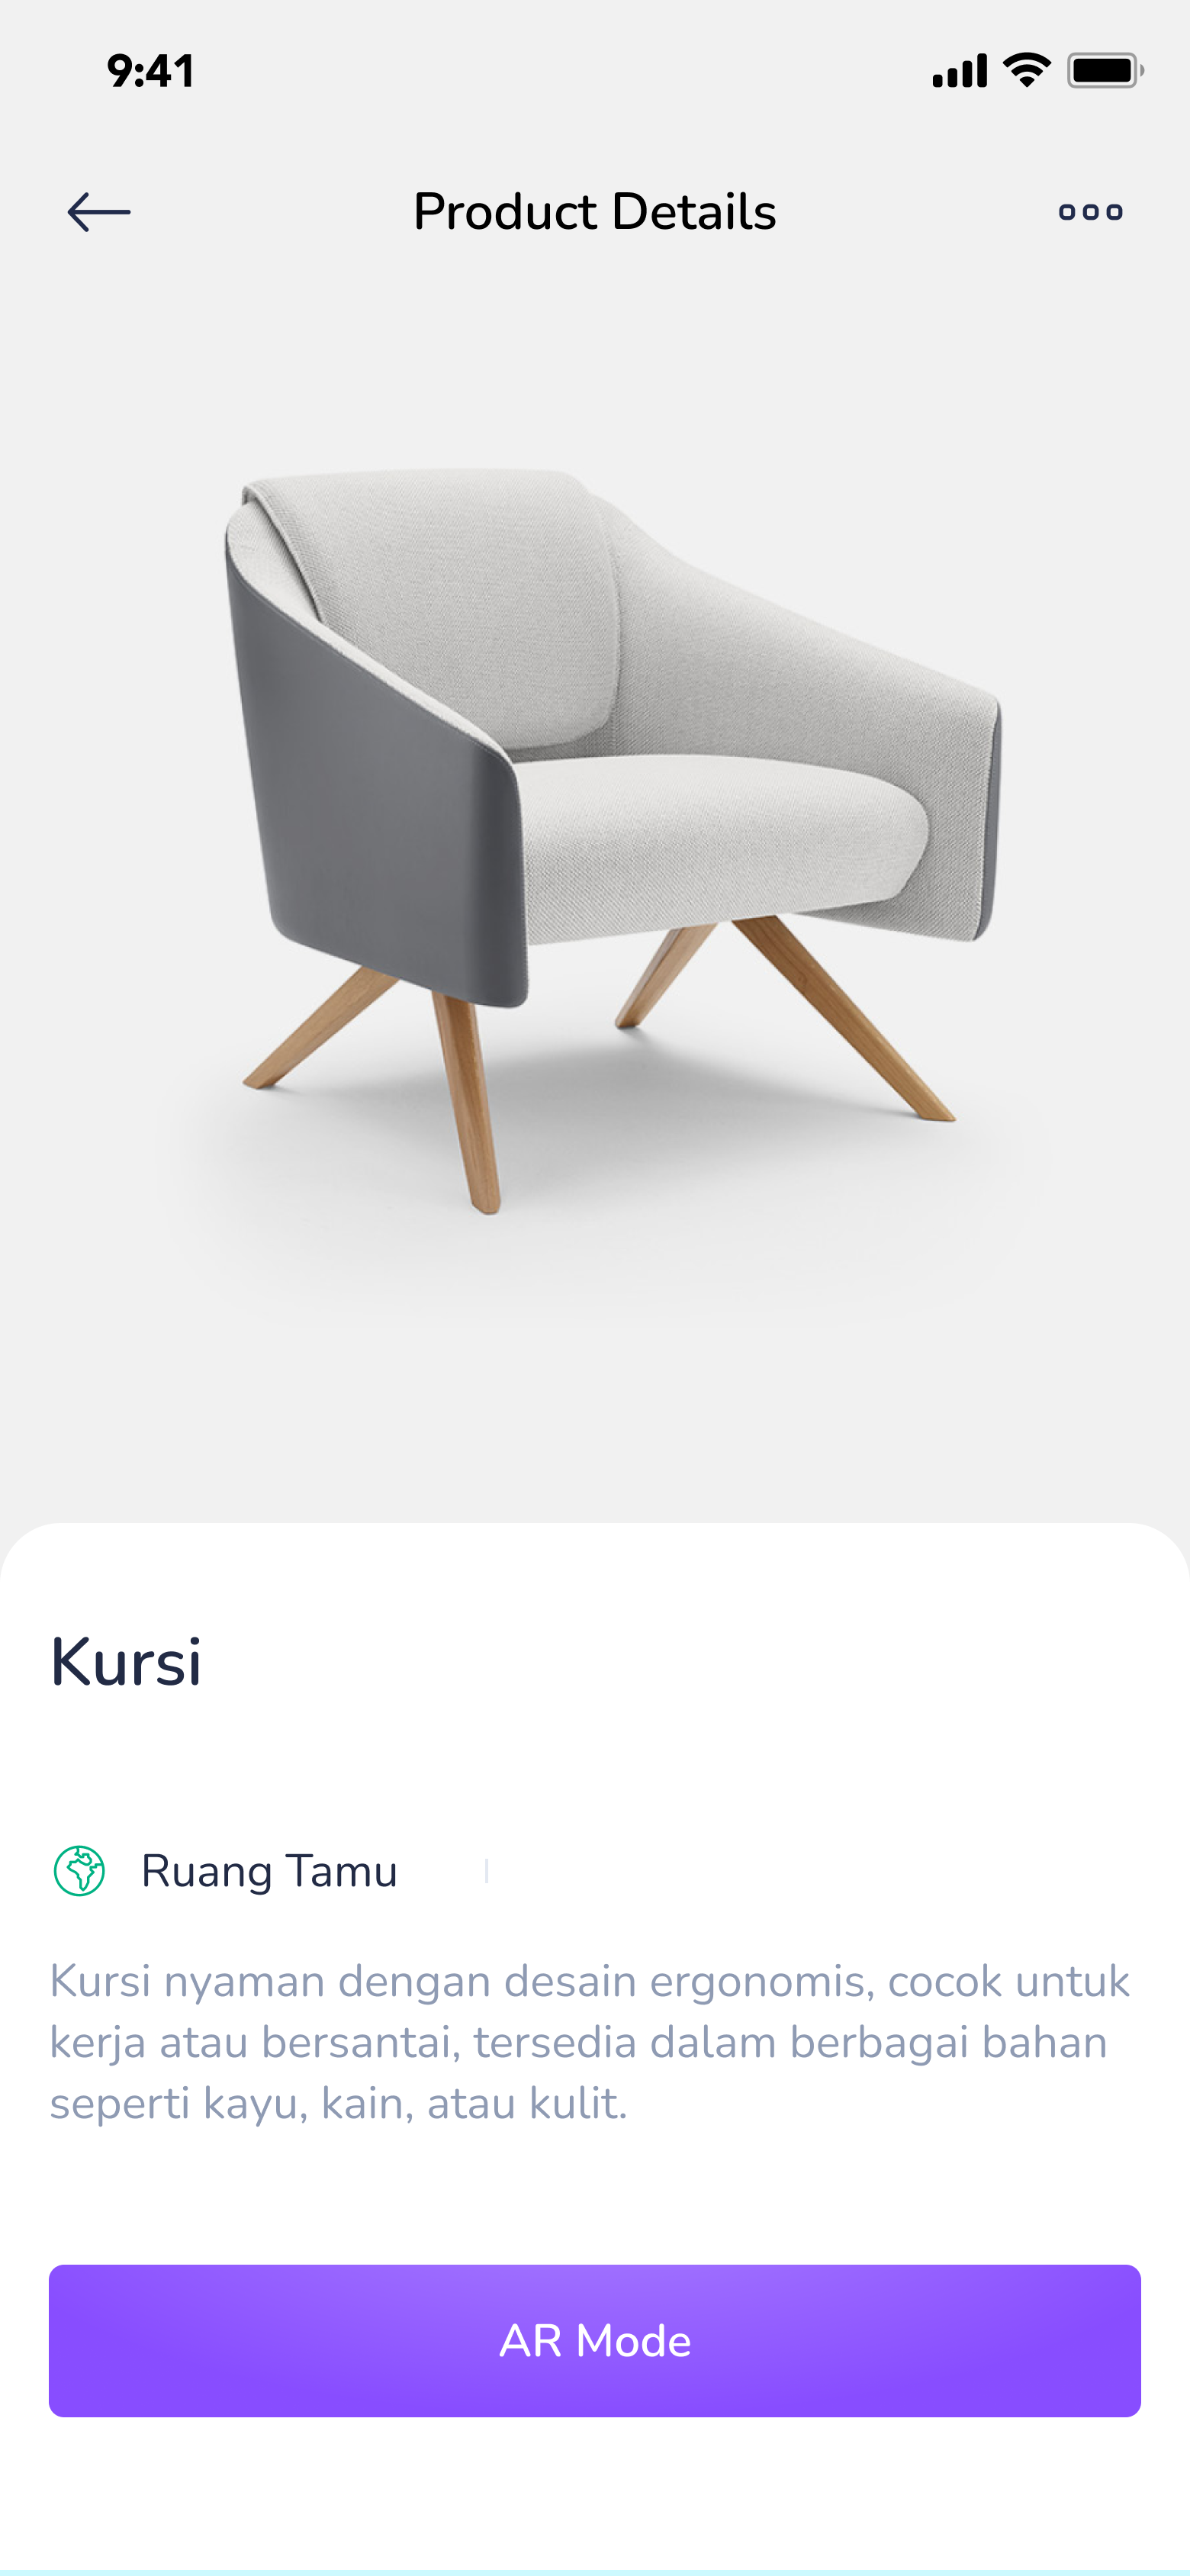 9:41
Product Details
Kursi
Ruang Tamu
Kursi nyaman dengan desain ergonomis, cocok untuk
kerja atau bersantai, tersedia dalam berbagai bahan
seperti kayu, kain, atau kulit.
AR Mode